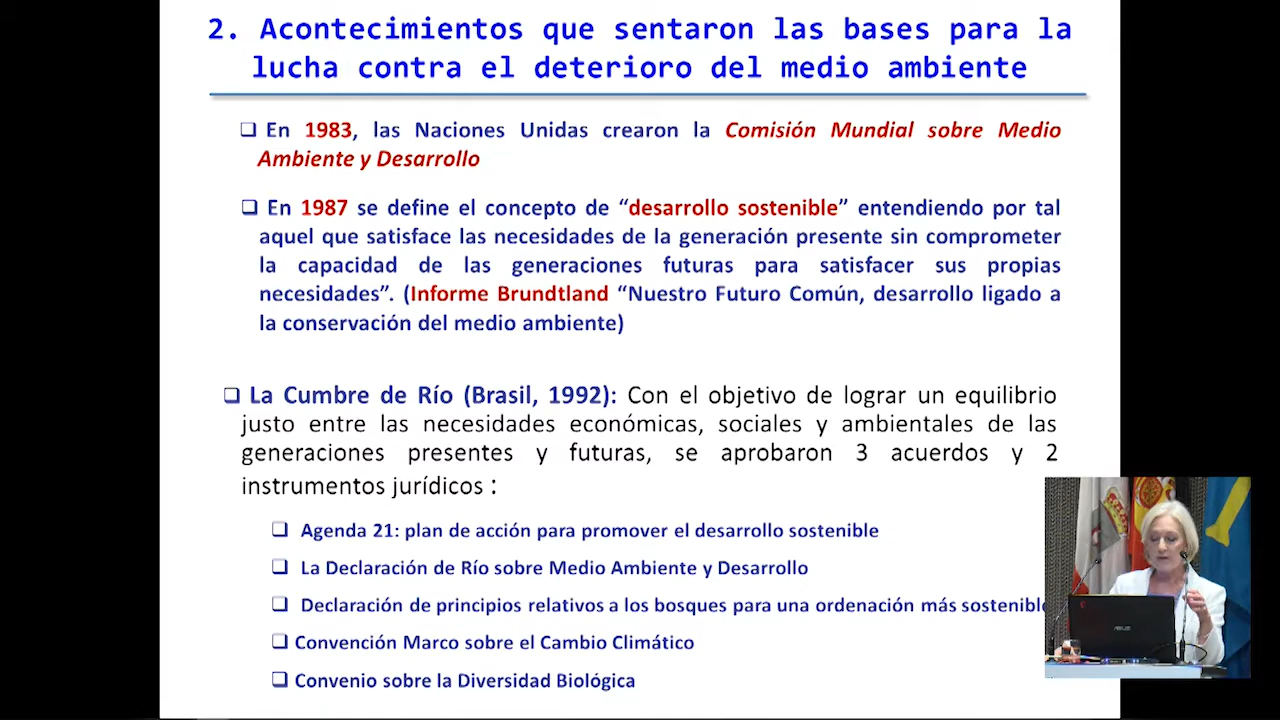 2. Acontecimientos que sentaron las bases para la
lucha contra el deterioro del medio ambiente
❑ En 1983, las Naciones Unidas crearon la Comisión Mundial sobre Medio
Ambiente y Desarrollo
❑ En 1987 se define el concepto de “desarrollo sostenible” entendiendo por tal
aquel que satisface las necesidades de la generación presente sin comprometer
la capacidad de las generaciones futuras para satisfacer sus propias
necesidades”. (Informe Brundtland “Nuestro Futuro Común, desarrollo ligado a
la conservación del medio ambiente)
❑ La Cumbre de Río (Brasil, 1992): Con el objetivo de lograr un equilibrio
justo entre las necesidades económicas, sociales y ambientales de las
generaciones presentes y futuras, se aprobaron 3 acuerdos y 2
instrumentos jurídicos :
❑ Agenda 21: plan de acción para promover el desarrollo sostenible
❑ La Declaración de Río sobre Medio Ambiente y Desarrollo
❑ Declaración de principios relativos a los bosques para una ordenación más sostenible
❑ Convención Marco sobre el Cambio Climático
❑ Convenio sobre la Diversidad Biológica
ASUS